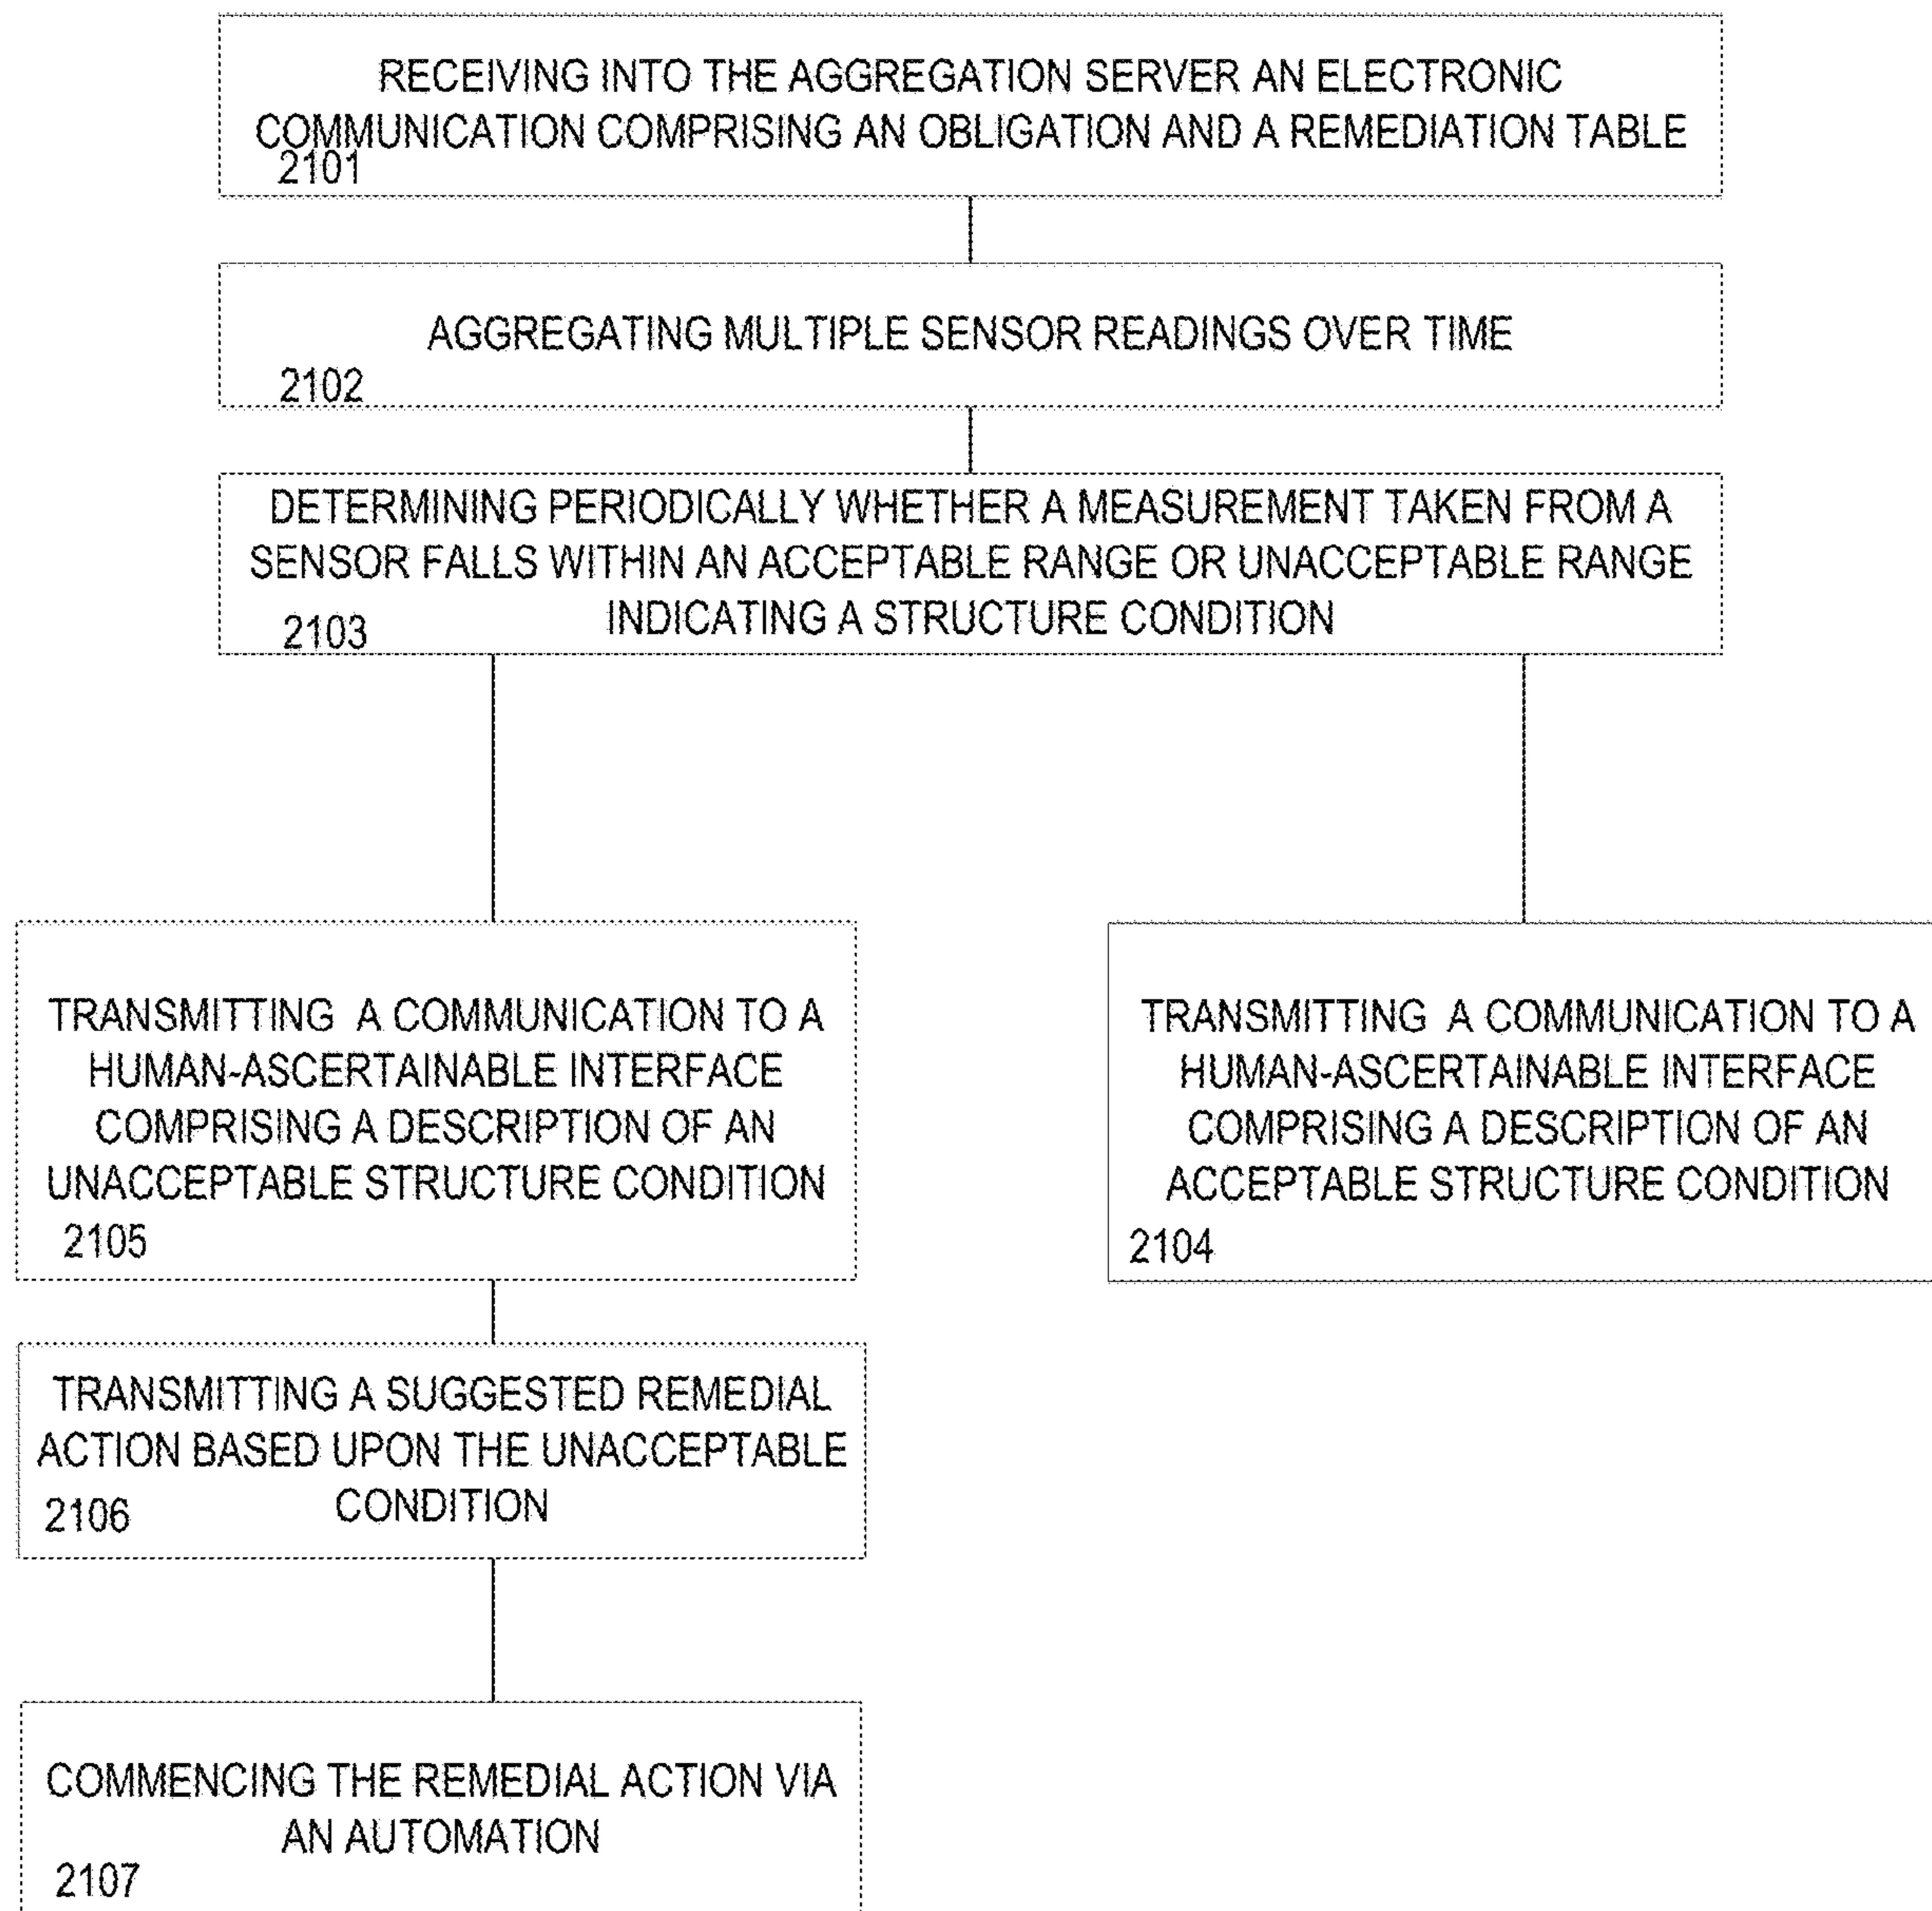 RECEIVING INTO THE AGGREGATION SERVER AN ELECTRONIC
COMMUNICATION COMPRISING AN OBLIGATION AND A REMEDIATION TABLE
2101
AGGREGATING MULTIPLE SENSOR READINGS OVER TIME
2102
DETERMINING PERIODICALLY WHETHER A MEASUREMENT TAKEN FROM A
SENSOR FALLS WITHIN AN ACCEPTABLE RANGE OR UNACCEPTABLE RANGE
INDICATING A STRUCTURE CONDITION
2103
TRANSMITTING A COMMUNICATION TO A
HUMAN-ASCERTAINABLE INTERFACE
COMPRISING A DESCRIPTION OF AN
UNACCEPTABLE STRUCTURE CONDITION
2105
TRANSMITTING A COMMUNICATION TO A
HUMAN-ASCERTAINABLE INTERFACE
COMPRISING A DESCRIPTION OF AN
ACCEPTABLE STRUCTURE CONDITION
2104
TRANSMITTING A SUGGESTED REMEDIAL
ACTION BASED UPON THE UNACCEPTABLE
CONDITION
2106
COMMENCING THE REMEDIAL ACTION VIA
AN AUTOMATION
2107